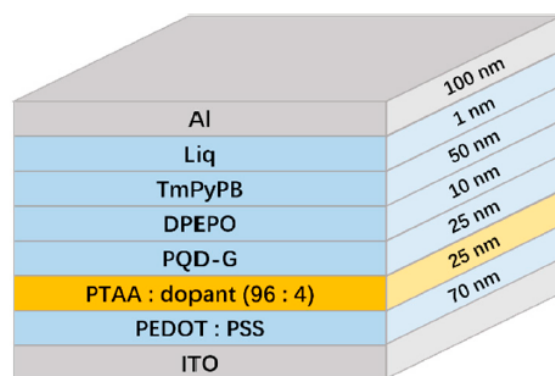 Al
Liq
TmPyPB
DPEPO
PQD-G
PTAA : dopant (96 : 4)
PEDOT : PSS
ITO
100 nm
1 nm
50 nm
10 nm
25 nm
25 nm
70 nm